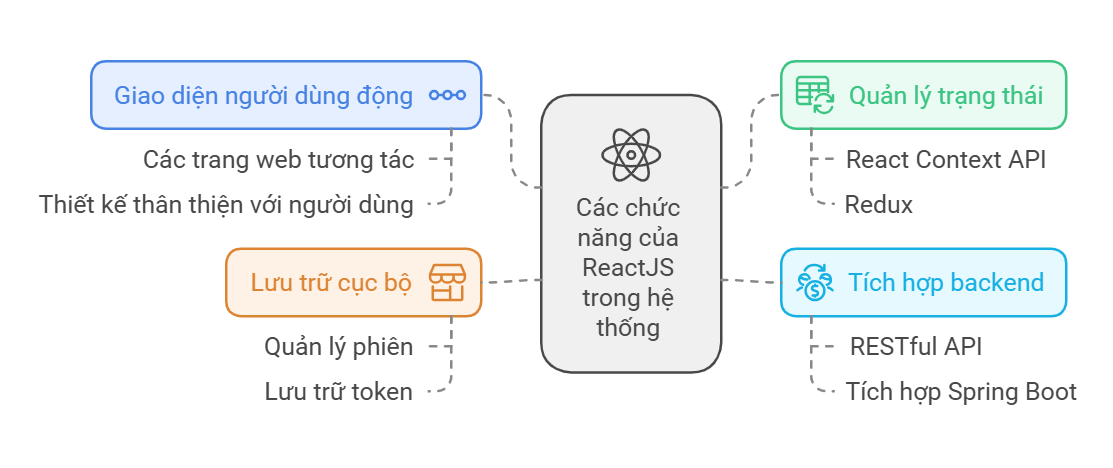 Giao diện người dùng động
Các trang web tương tác
Thiết kế thân thiện với người dùng
Lưu trữ cục bộ
Quản lý phiên
Lưu trữ token
Các chức
năng của
ReactJS
trong hệ
thống
Quản lý trạng thái
React Context API
Redux
Tích hợp backend
RESTful API
Tích hợp Spring Boot